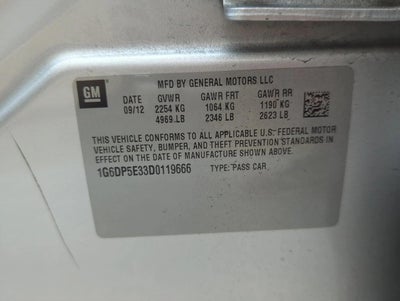 MFD BY GENERAL MOTORS LLC
GM
DATE GVWR GAWR FRT GAWR RR
09/12 2254 KG 1064 KG 1190 KG
4969 LB 2346 LB 2623 LB
THIS VEHICLE CONFORMS TO ALL APPLICABLE U.S. FEDERAL MOTOR
VEHICLE SAFETY, BUMPER, AND THEFT PREVENTION STANDARDS IN
EFFECT ON THE DATE OF MANUFACTURE SHOWN ABOVE.
1G6DP5E33D0119666 TYPE: PASS CAR